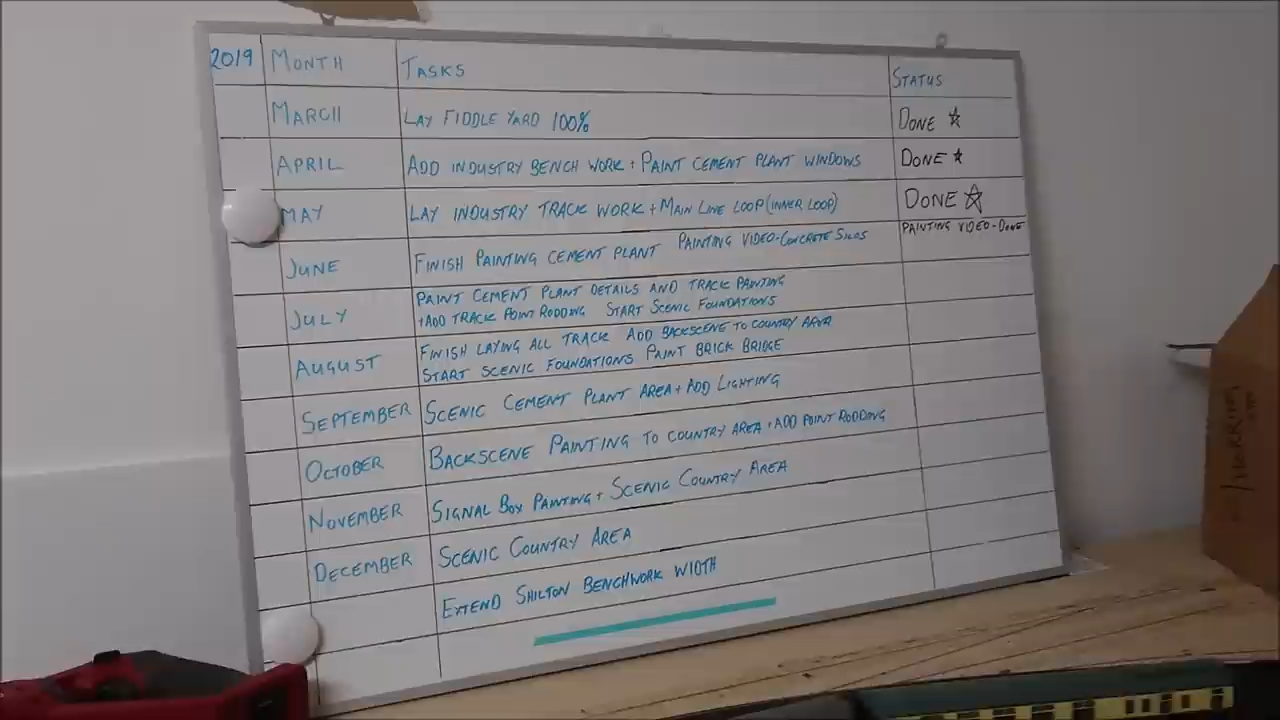 2019 MONTH TASKS STATUS
MARCH LAY FIDDLE YARD 100% DONE
APRIL ADD INDUSTRY BENCH WORK + PAINT CEMENT PLANT WINDOWS DONE
MAY LAY INDUSTRY TRACK WORK + MAIN LINE LOOP (INNER LOOP) DONE
JUNE FINISH PAINTING CEMENT PLANT PAINTING VIDEO-CONCRETE SILOS PAINTING VIDEO-DONE
JULY PAINT CEMENT PLANT DETAILS AND TRACK PAINTING
+ADD TRACK POINT RODDING START SCENIC FOUNDATIONS
AUGUST FINISH LAYING ALL TRACK ADD BACKSCENE TO COUNTRY AREA
START SCENIC FOUNDATIONS PAINT BRICK BRIDGE
SEPTEMBER SCENIC CEMENT PLANT AREA + ADD LIGHTING
OCTOBER BACKSCENE PAINTING TO COUNTRY AREA + ADD POINT RODDING
NOVEMBER SIGNAL BOX PAINTING + SCENIC COUNTRY AREA
DECEMBER SCENIC COUNTRY AREA
EXTEND SHILTON BENCHWORK WIDTH